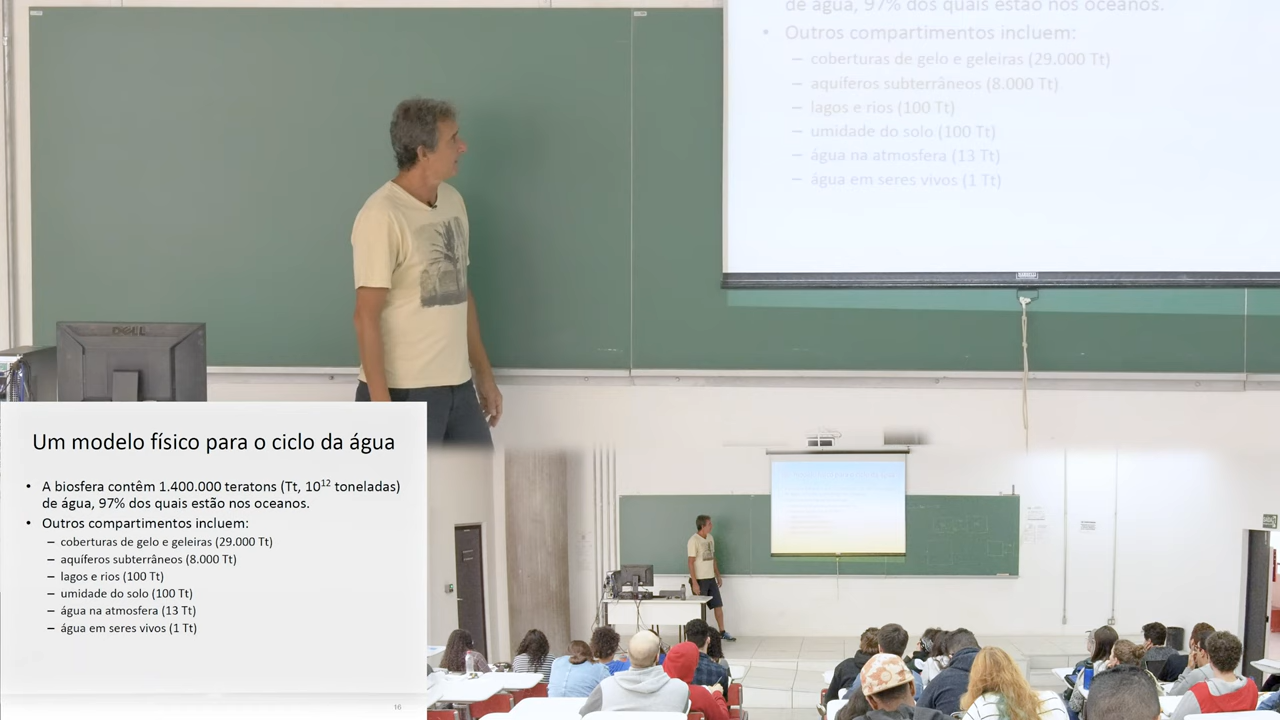 de água, 97% dos quais estão nos oceanos.
• Outros compartimentos incluem:
– coberturas de gelo e geleiras (29.000 Tt)
– aquíferos subterrâneos (8.000 Tt)
– lagos e rios (100 Tt)
– umidade do solo (100 Tt)
– água na atmosfera (13 Tt)
– água em seres vivos (1 Tt)
DELL
Um modelo físico para o ciclo da água
• A biosfera contêm 1.400.000 teratons (Tt, 10¹² toneladas)
de água, 97% dos quais estão nos oceanos.
• Outros compartimentos incluem:
– coberturas de gelo e geleiras (29.000 Tt)
– aquíferos subterrâneos (8.000 Tt)
– lagos e rios (100 Tt)
– umidade do solo (100 Tt)
– água na atmosfera (13 Tt)
– água em seres vivos (1 Tt)
16